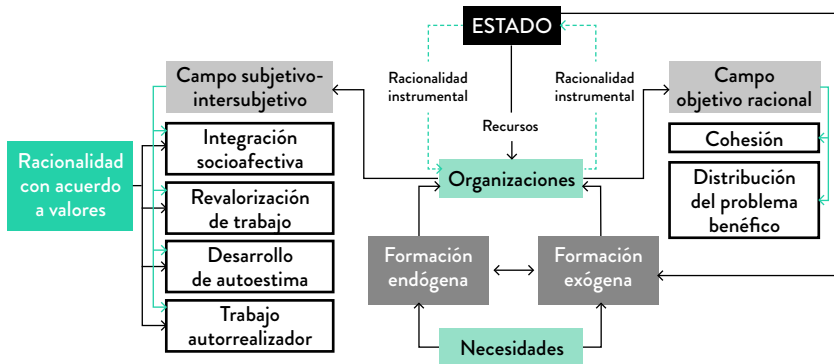 ESTADO
Campo subjetivo-
intersubjetivo
Racionalidad
instrumental
Racionalidad
instrumental
Campo
objetivo racional
Recursos
Integración
socioafectiva
Cohesión
Racionalidad
con acuerdo
a valores
Organizaciones
Revalorización
de trabajo
Distribución
del problema
benéfico
Desarrollo
de autoestima
Formación
endógena
Formación
exógena
Trabajo
autorrealizador
Necesidades